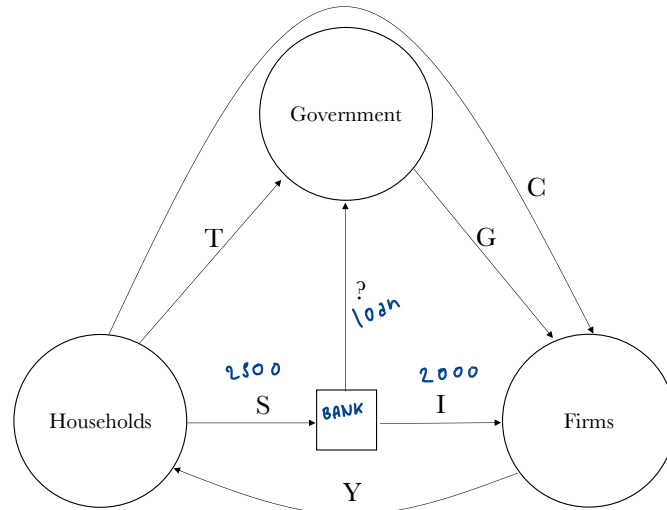 Government
C
T
G
?
loan
2500
2000
Households
S
BANK
I
Firms
Y